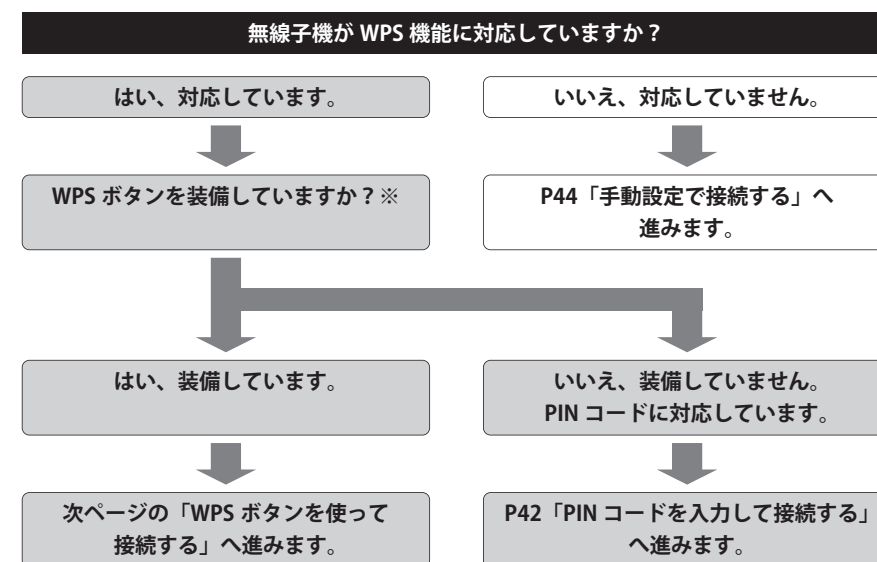 無線子機が WPS 機能に対応していますか？
はい、対応しています。
いいえ、対応していません。
WPS ボタンを装備していますか？※
P44「手動設定で接続する」へ
進みます。
はい、装備しています。
いいえ、装備していません。
PIN コードに対応しています。
次ページの「WPS ボタンを使って
接続する」へ進みます。
P42「PIN コードを入力して接続する」
へ進みます。